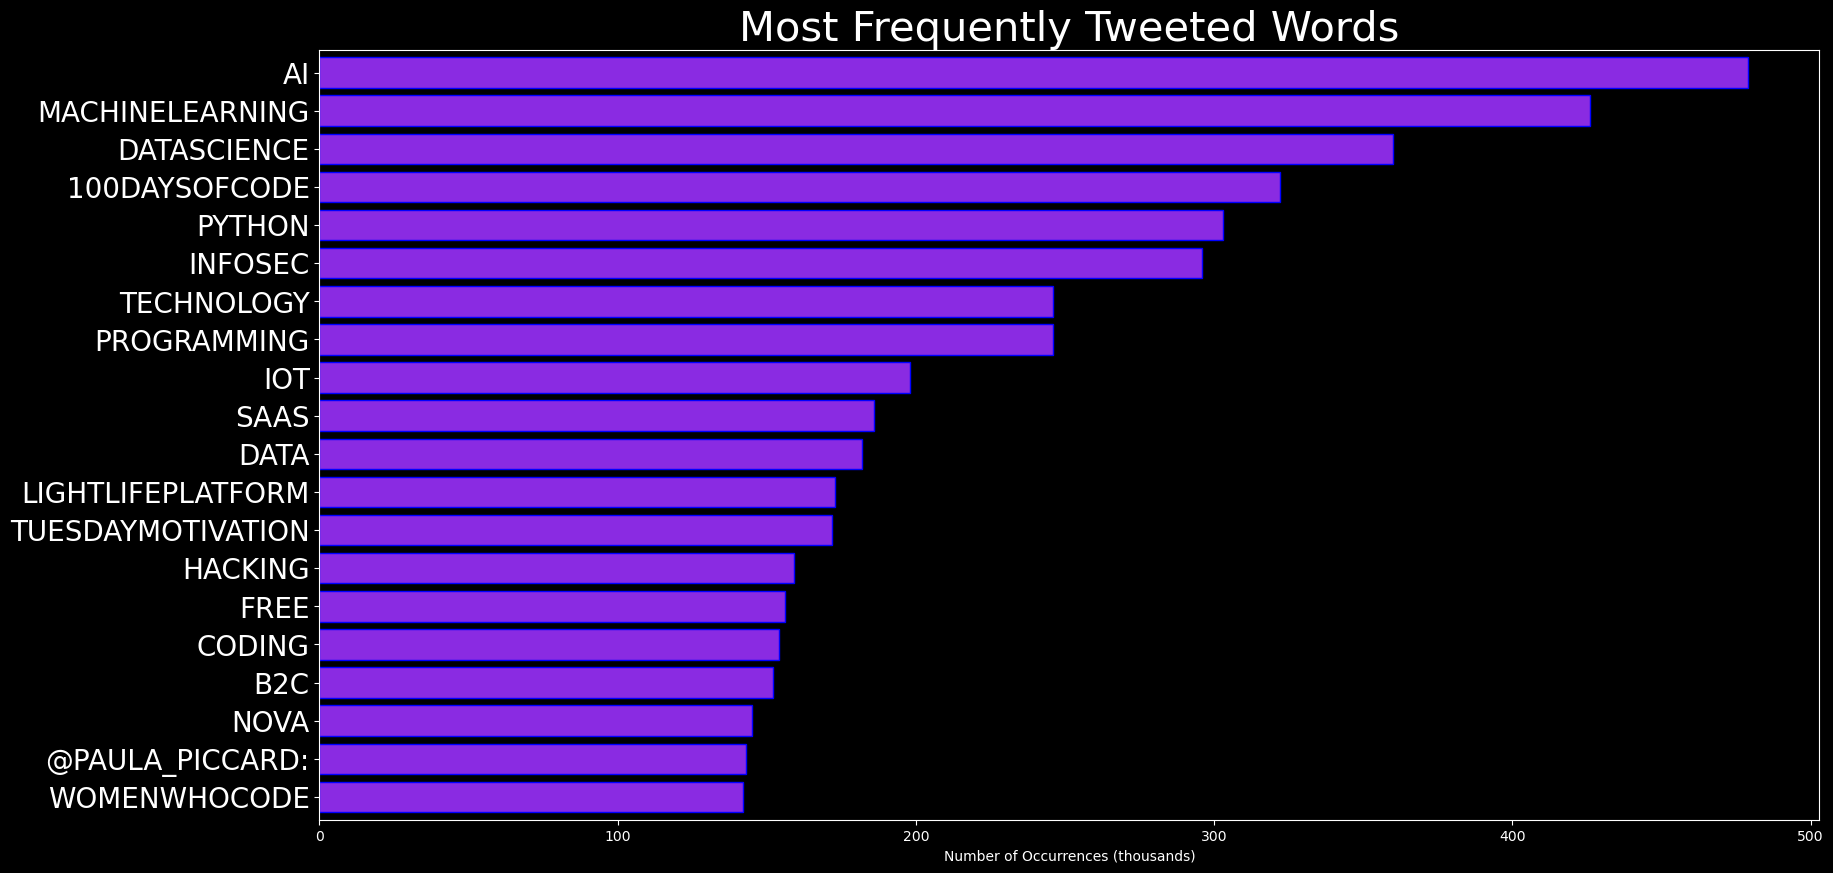 Most Frequently Tweeted Words
AI
MACHINELEARNING
DATASCIENCE
100DAYSOFCODE
PYTHON
INFOSEC
TECHNOLOGY
PROGRAMMING
IOT
SAAS
DATA
LIGHTLIFEPLATFORM
TUESDAYMOTIVATION
HACKING
FREE
CODING
B2C
NOVA
@PAULA_PICCARD:
WOMENWHOCODE
0 100 200 300 400 500
Number of Occurrences (thousands)